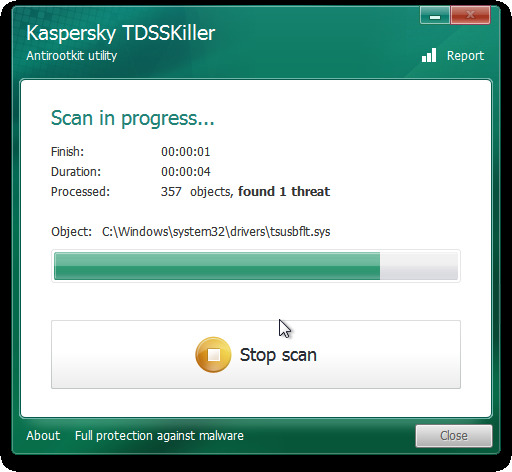 Kaspersky TDSSKiller
Antirootkit utility
Report
Scan in progress...
Finish: 00:00:01
Duration: 00:00:04
Processed: 357 objects, found 1 threat
Object: C:\Windows\system32\drivers\tsusbflt.sys
Stop scan
About Full protection against malware Close